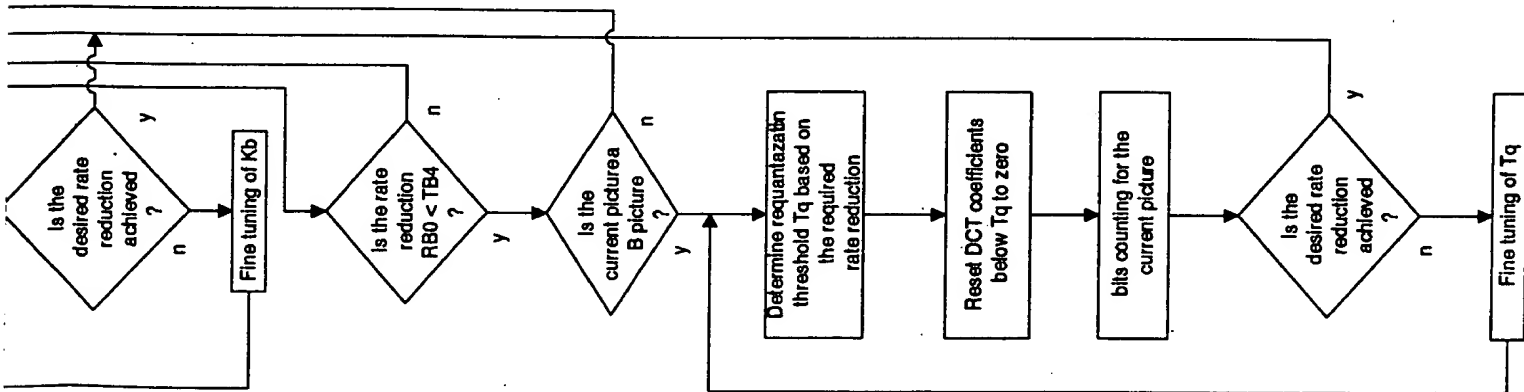 Is the
desired rate
reduction
achieved
?
y
n
Fine tuning of Kb
Is the rate
reduction
RB0 < TB4
?
n
y
Is the
current picturea
B picture
?
n
y
Determine requantazatbn
threshold Tq based on
the required
rate reduction
Reset DCT coefficients
below Tq to zero
bits counting for the
current picture
Is the
desired rate
reduction
achieved
?
y
n
Fine tuning of Tq